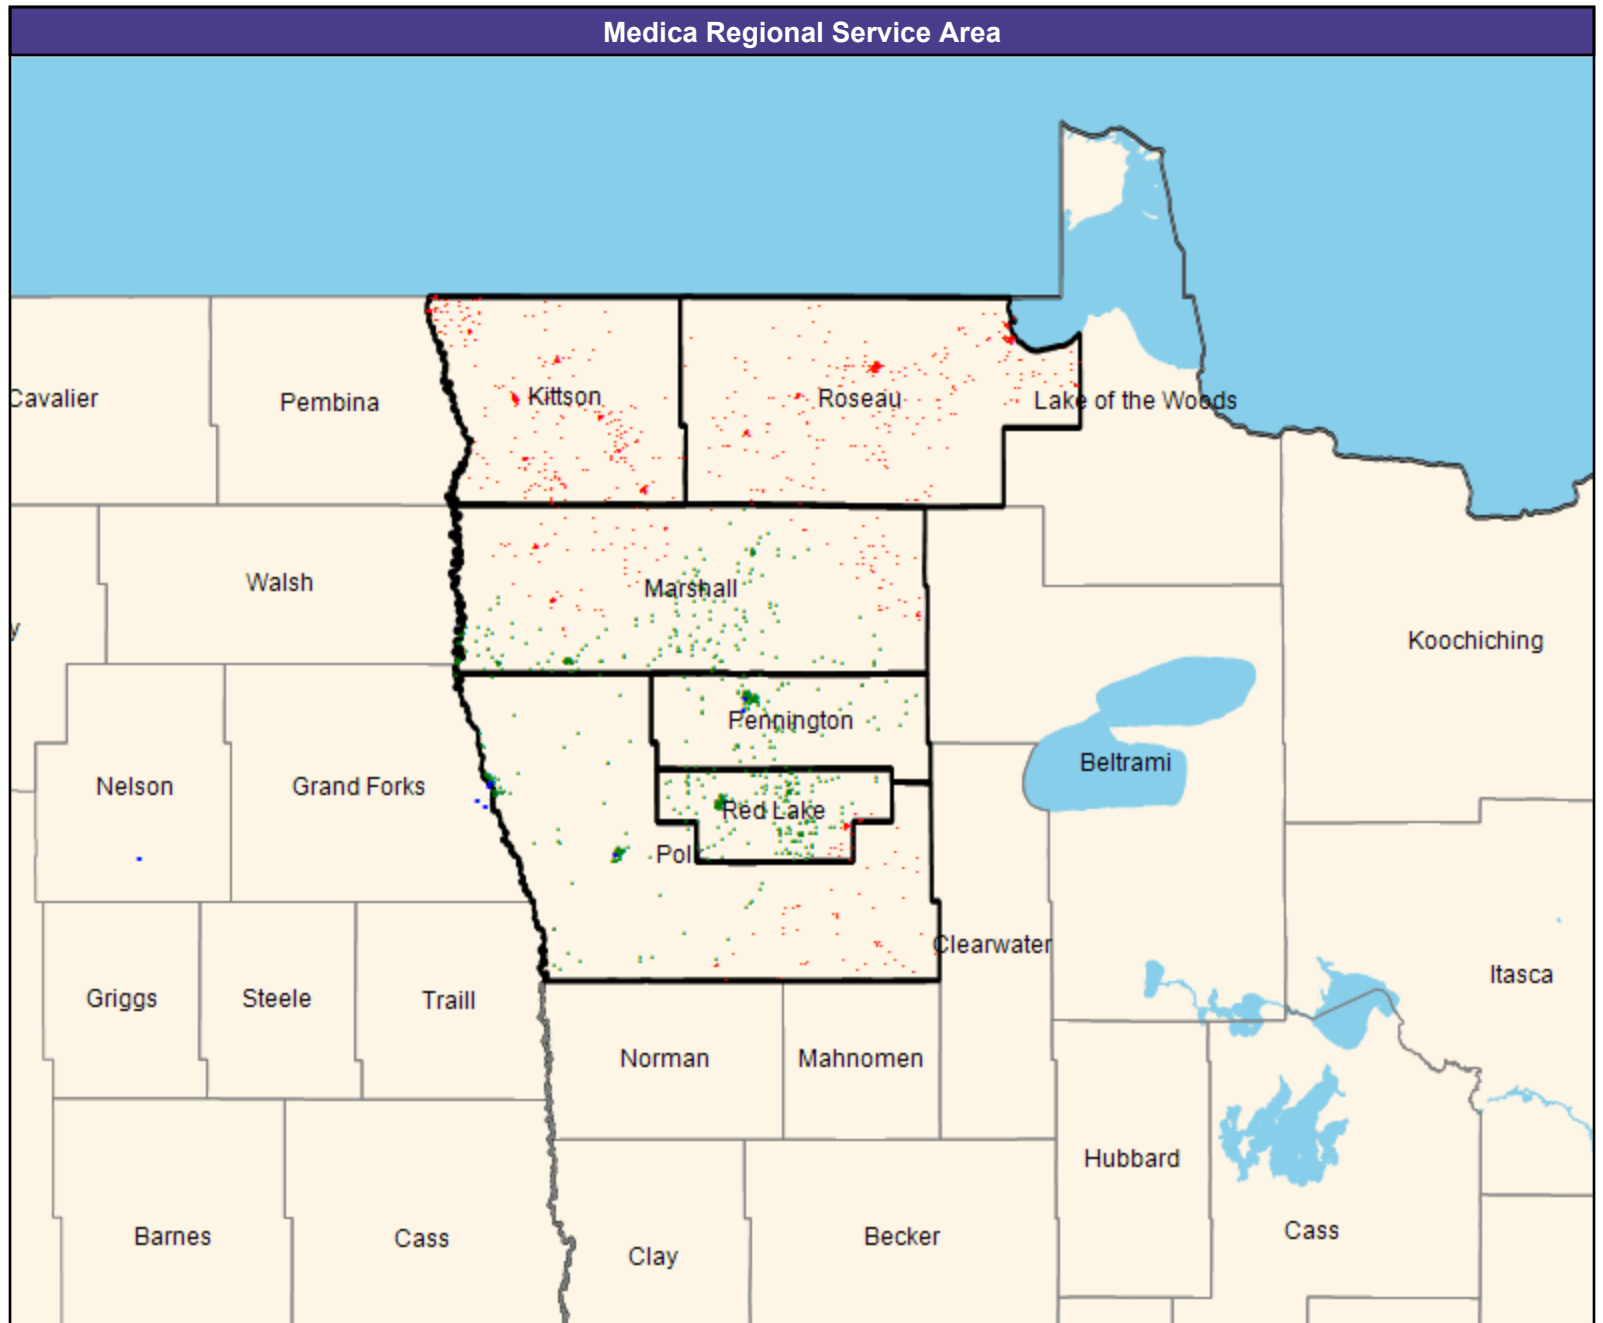 Medica Regional Service Area
Cavalier
Pembina
Kittson
Roseau
Lake of the Woods
Walsh
Marshall
y
Koochiching
Pennington
Nelson
Grand Forks
Beltrami
Red Lake
Pol
Clearwater
Griggs
Steele
Traill
Itasca
Norman
Mahnomen
Hubbard
Barnes
Cass
Clay
Becker
Cass